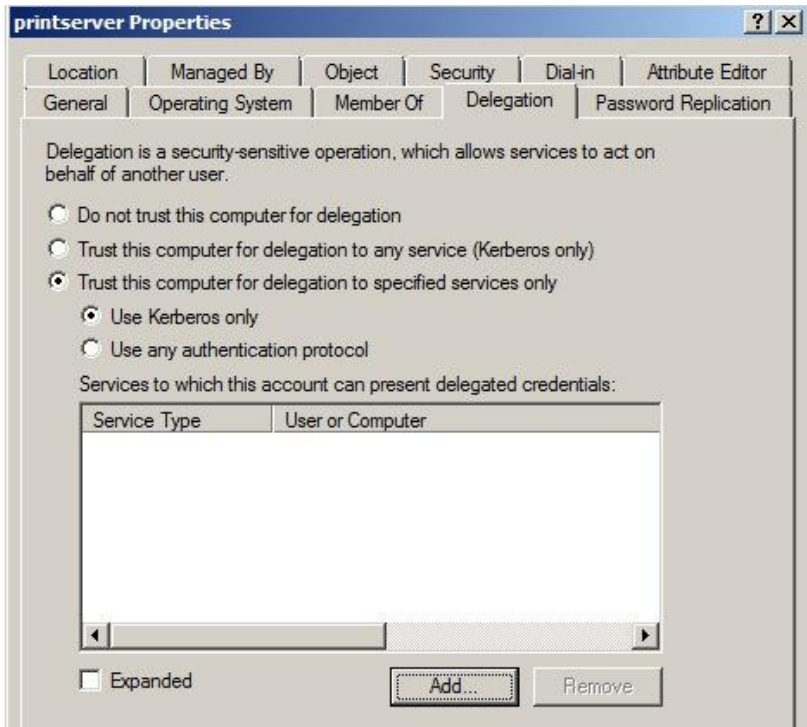 printserver Properties
Location Managed By Object Security Dial-in Attribute Editor
General Operating System Member Of Delegation Password Replication
Delegation is a security-sensitive operation, which allows services to act on
behalf of another user.
Do not trust this computer for delegation
Trust this computer for delegation to any service (Kerberos only)
Trust this computer for delegation to specified services only
Use Kerberos only
Use any authentication protocol
Services to which this account can present delegated credentials:
Service Type User or Computer
Expanded Add... Remove